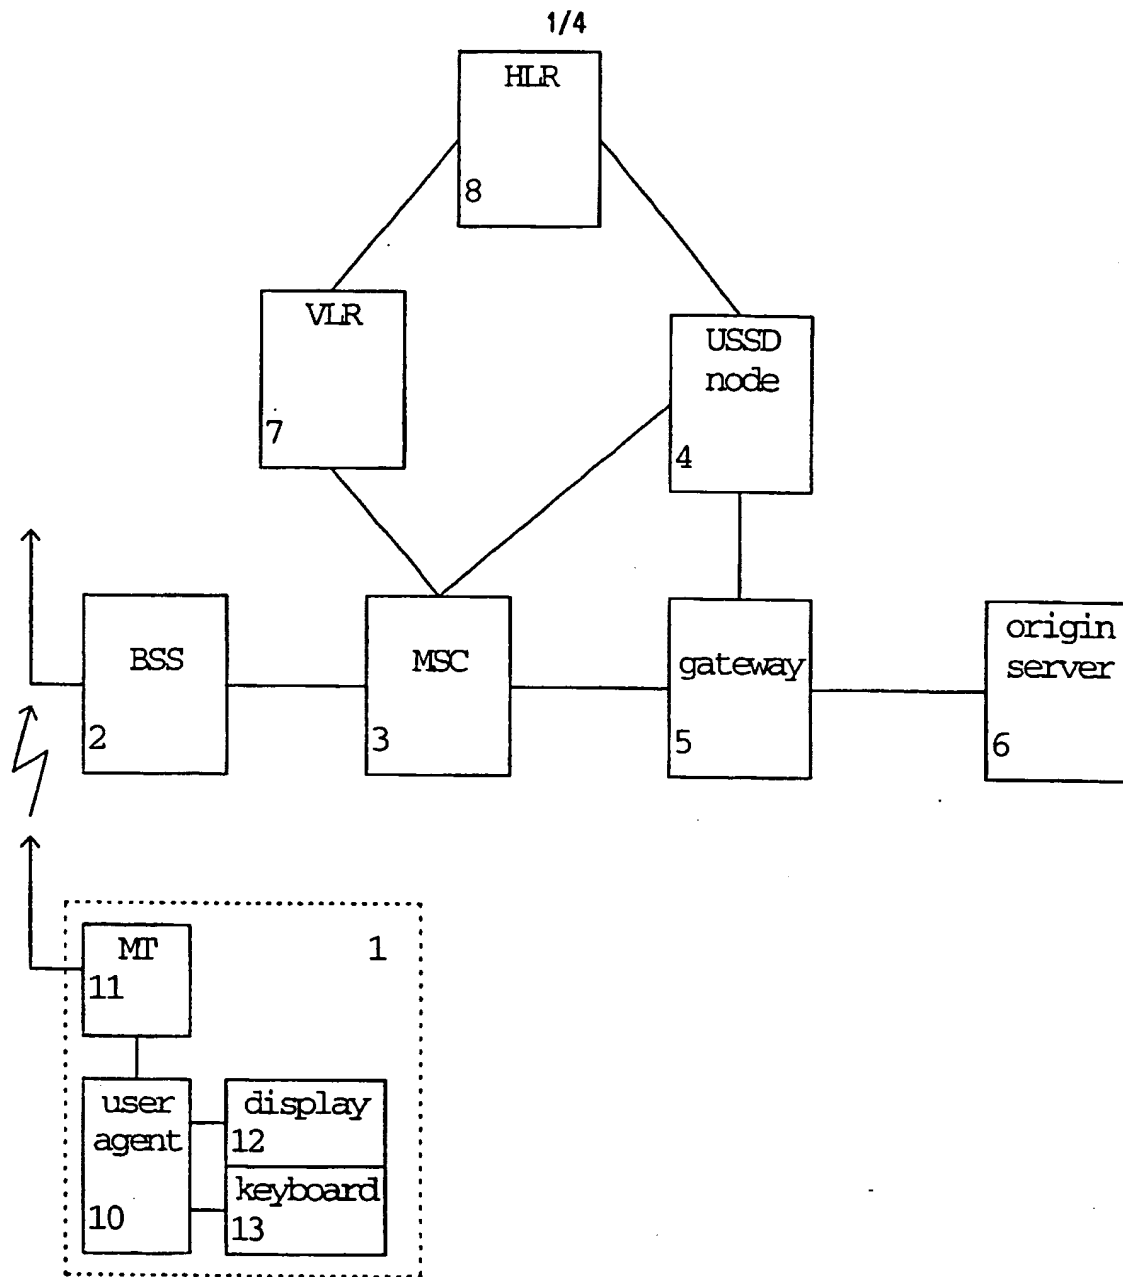 1/4
HLR
8
VLR
7
USSD
node
4
BSS
2
MSC
3
gateway
5
origin
server
6
MT
11
1
user
agent
10
display
12
keyboard
13